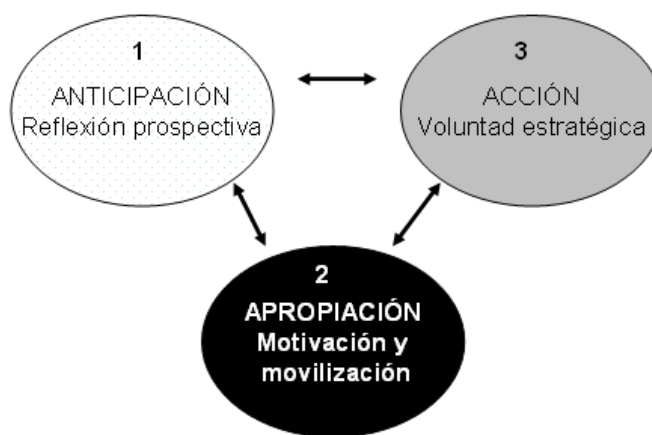 1
ANTICIPACIÓN
Reflexión prospectiva
3
ACCIÓN
Voluntad estratégica
2
APROPIACIÓN
Motivación y
movilización